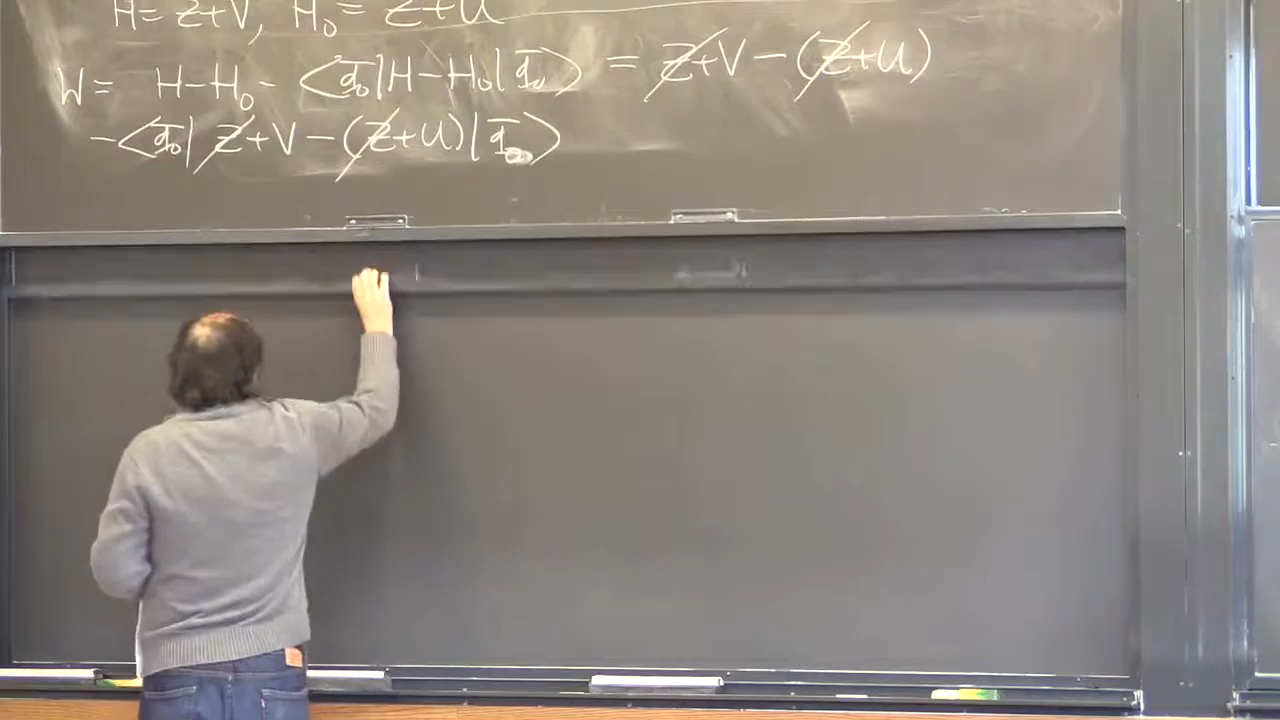 H = Z+V, H₀ = Z+U
W = H-H₀ - <Φ₀|H-H₀|Φ₀> = Z+V-(Z+U)
-<Φ₀|Z+V-(Z+U)|Φ₀>